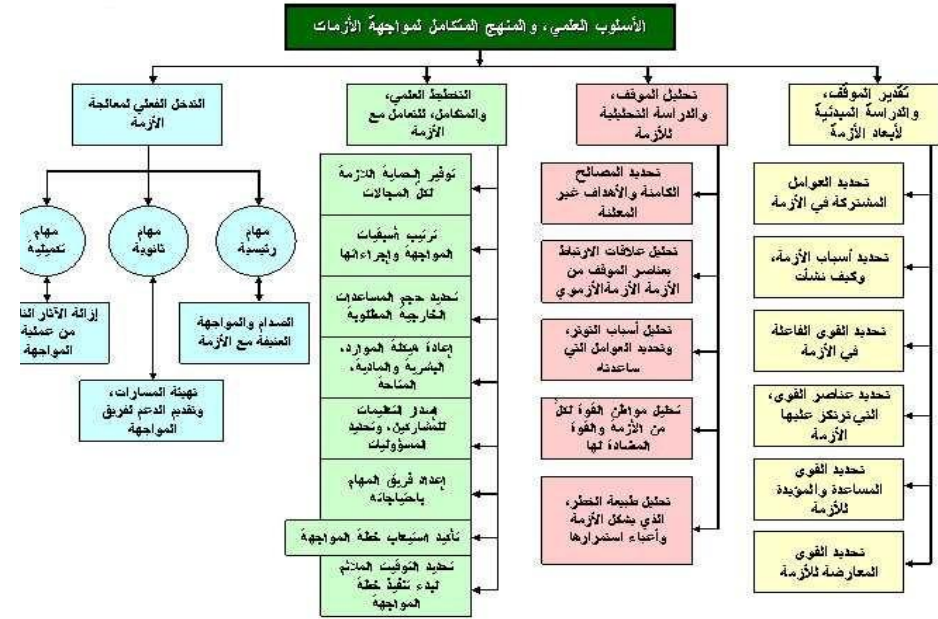 الأسلوب العلمي، والمنهج المتكامل لمواجهة الأزمات
تقدير الموقف،
والدراسة المبدئية
لأبعاد الأزمة
تحديد العوامل
المشتركة في الأزمة
تحديد أسباب الأزمة،
وكيف نشأت
تحديد القوى الفاعلة
في الأزمة
تحديد عناصر القوى،
التي ترتكز عليها
الأزمة
تحديد القوى
المساعدة والمؤيدة
للأزمة
تحديد القوى
المعارضة للأزمة
تحليل الموقف،
والدراسة التحليلية
للأزمة
تحديد المصالح
الكامنة والأهداف غير
المعلنة
تحليل علاقات الارتباط
بعناصر الموقف من
الأزمة الأزمة الأزموي
تحليل أسباب التوتر،
وتحديد العوامل التي
ساعدته
تحليل مواطن القوة لكل
من الأزمة والقوة
المضادة لها
تحليل طبيعة الخطر،
الذي يشكل الأزمة
وأعباء استمرارها
التخطيط العلمي،
والمتكامل، للتعامل مع
الأزمة
توفير الحماية اللازمة
لكل المجالات
ترتيب أسبقيات
المواجهة وإجراءاتها
تحديد حجم المساعدات
الخارجية المطلوبة
إعادة هيكلة الموارد،
البشرية والمادية،
المتاحة
إصدار التعليمات
للمشاركين، وتحديد
المسؤوليات
إعداد فريق المهام
باحتياجاته
تأكيد استيعاب خطة المواجهة
تحديد التوقيت الملائم
لبدء تنفيذ خطة
المواجهة
التدخل الفعلي لمعالجة
الأزمة
مهام
رئيسية
مهام
ثانوية
مهام
تكميلية
الصدام والمواجهة
العنيفة مع الأزمة
تهيئة المسارات،
وتقديم الدعم لفريق
المواجهة
إزالة الآثار
من عملية
المواجهة